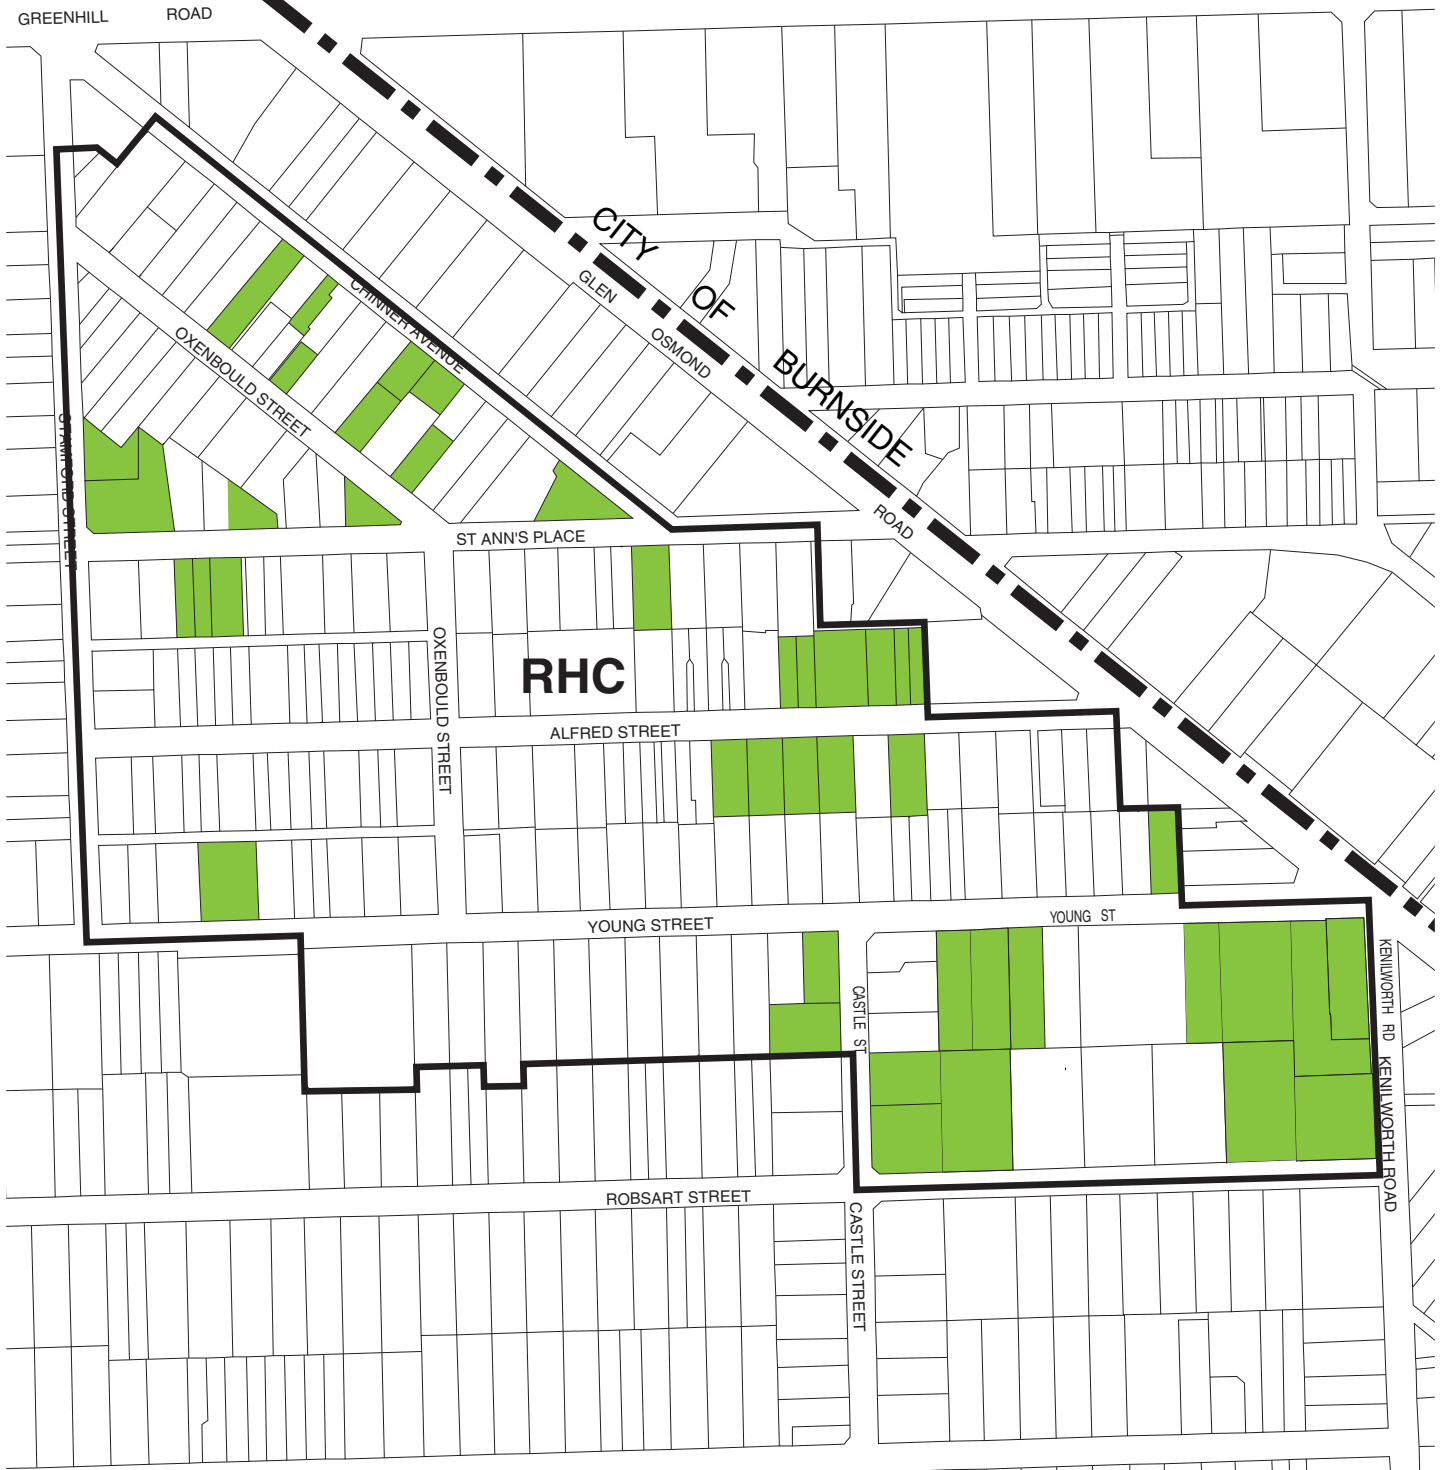 GREENHILL ROAD
CITY OF BURNSIDE
GLEN OSMOND ROAD
CHINNER AVENUE
OXENBOULD STREET
STAMFORD STREET
ST ANN'S PLACE
OXENBOULD STREET
RHC
ALFRED STREET
YOUNG STREET
YOUNG ST
CASTLE ST
KENILWORTH RD
KENILWORTH ROAD
ROBSART STREET
CASTLE STREET